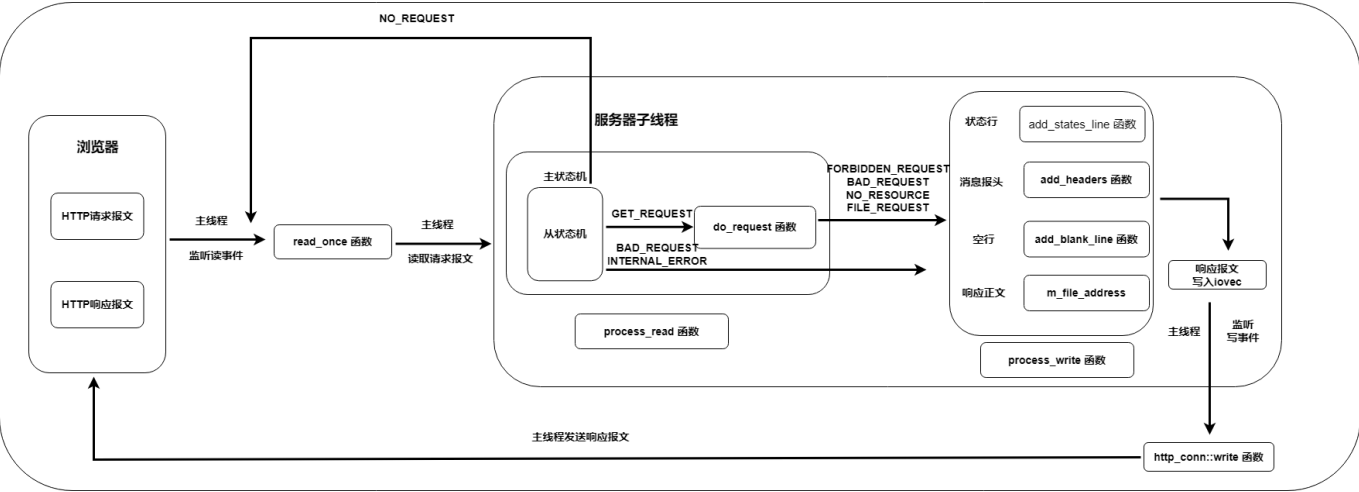 NO_REQUEST
浏览器
HTTP请求报文
HTTP响应报文
主线程
监听读事件
read_once 函数
主线程
读取请求报文
服务器子线程
主状态机
从状态机
GET_REQUEST
do_request 函数
BAD_REQUEST
INTERNAL_ERROR
process_read 函数
FORBIDDEN_REQUEST
BAD_REQUEST
NO_RESOURCE
FILE_REQUEST
状态行
add_states_line 函数
消息报头
add_headers 函数
空行
add_blank_line 函数
响应正文
m_file_address
process_write 函数
响应报文
写入iovec
主线程
监听
写事件
http_conn::write 函数
主线程发送响应报文